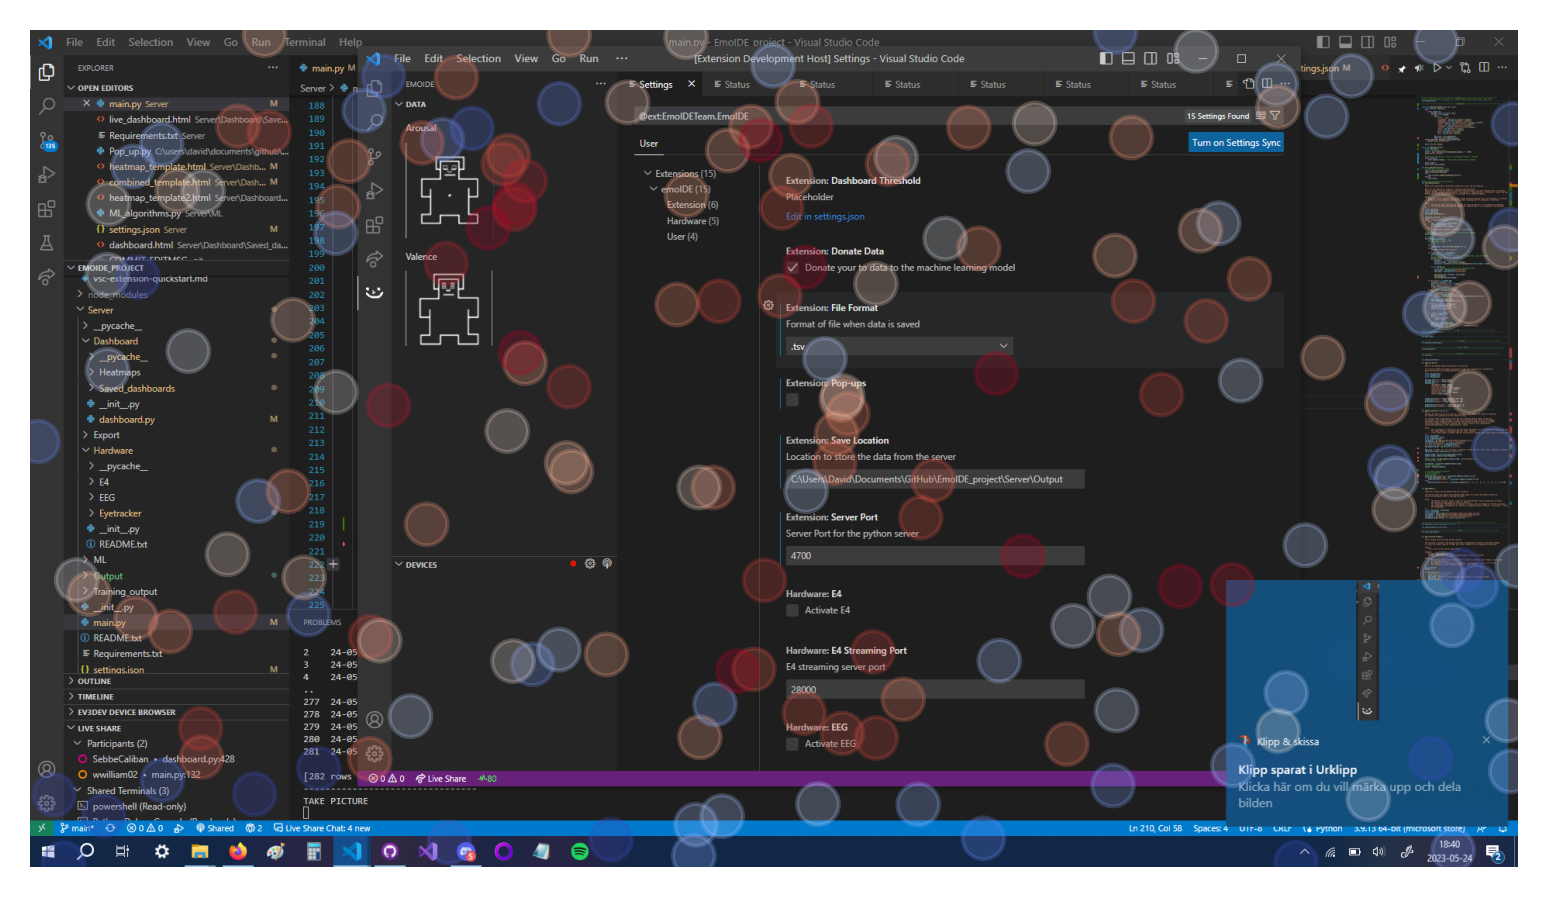 File Edit Selection View Go Run Terminal Help
main.py - EmoIDE_project - Visual Studio Code
EXPLORER
OPEN EDITORS
main.py Server M
live_dashboard.html Server\Dashboard\Save...
Requirements.txt Server
Pop_up.py C:\users\david\documents\github\...
heatmap_template.html Server\Dashb... M
combined_template.html Server\Dash... M
heatmap_template2.html Server\Dashboard...
ML_algorithms.py Server\ML
settings.json Server M
dashboard.html Server\Dashboard\Saved_da...
EMOIDE_PROJECT
vsc-extension-quickstart.md
node_modules
Server
__pycache__
Dashboard
__pycache__
Heatmaps
Saved_dashboards
__init__.py
dashboard.py M
Export
Hardware
__pycache__
E4
EEG
Eyetracker
__init__.py
README.txt
ML
Output
Training_output
__init__.py
main.py M
README.txt
Requirements.txt
settings.json M
OUTLINE
TIMELINE
EV3DEV DEVICE BROWSER
LIVE SHARE
Participants (2)
SebbeCaliban • dashboard.py:428
wwilliam02 • main.py:132
Shared Terminals (3)
powershell (Read-only)
main.py M
Server >
188
189
190
191
192
193
194
195
196
197
198
199
200
201
202
203
204
205
206
207
208
209
210
211
212
213
214
215
216
217
218
219
220
221
222
223
224
225
PROBLEMS
2 24-05
3 24-05
4 24-05
..
277 24-05
278 24-05
279 24-05
280 24-05
281 24-05
[282 rows
TAKE PICTURE
File Edit Selection View Go Run ...
[Extension Development Host] Settings - Visual Studio Code
EMOIDE
DATA
Arousal
Valence
DEVICES
Settings
Status
Status
Status
Status
Status
Status
@ext:EmoIDETeam.EmoIDE
15 Settings Found
User
Turn on Settings Sync
Extensions (15)
emoIDE (15)
Extension (6)
Hardware (5)
User (4)
Extension: Dashboard Threshold
Placeholder
Edit in settings.json
Extension: Donate Data
Donate your to data to the machine learning model
Extension: File Format
Format of file when data is saved
.tsv
Extension: Pop-ups
Extension: Save Location
Location to store the data from the server
C:\Users\David\Documents\GitHub\EmoIDE_project\Server\Output
Extension: Server Port
Server Port for the python server
4700
Hardware: E4
Activate E4
Hardware: E4 Streaming Port
E4 streaming server port
28000
Hardware: EEG
Activate EEG
0 0 Live Share 80
tings.json M
Klipp & skissa
Klipp sparat i Urklipp
Klicka här om du vill märka upp och dela
bilden
main* 0 0 Shared 2 Live Share Chat: 4 new
Ln 210, Col 58 Spaces: 4 UTF-8 CRLF Python 3.9.13 64-bit (microsoft store)
18:40
2023-05-24